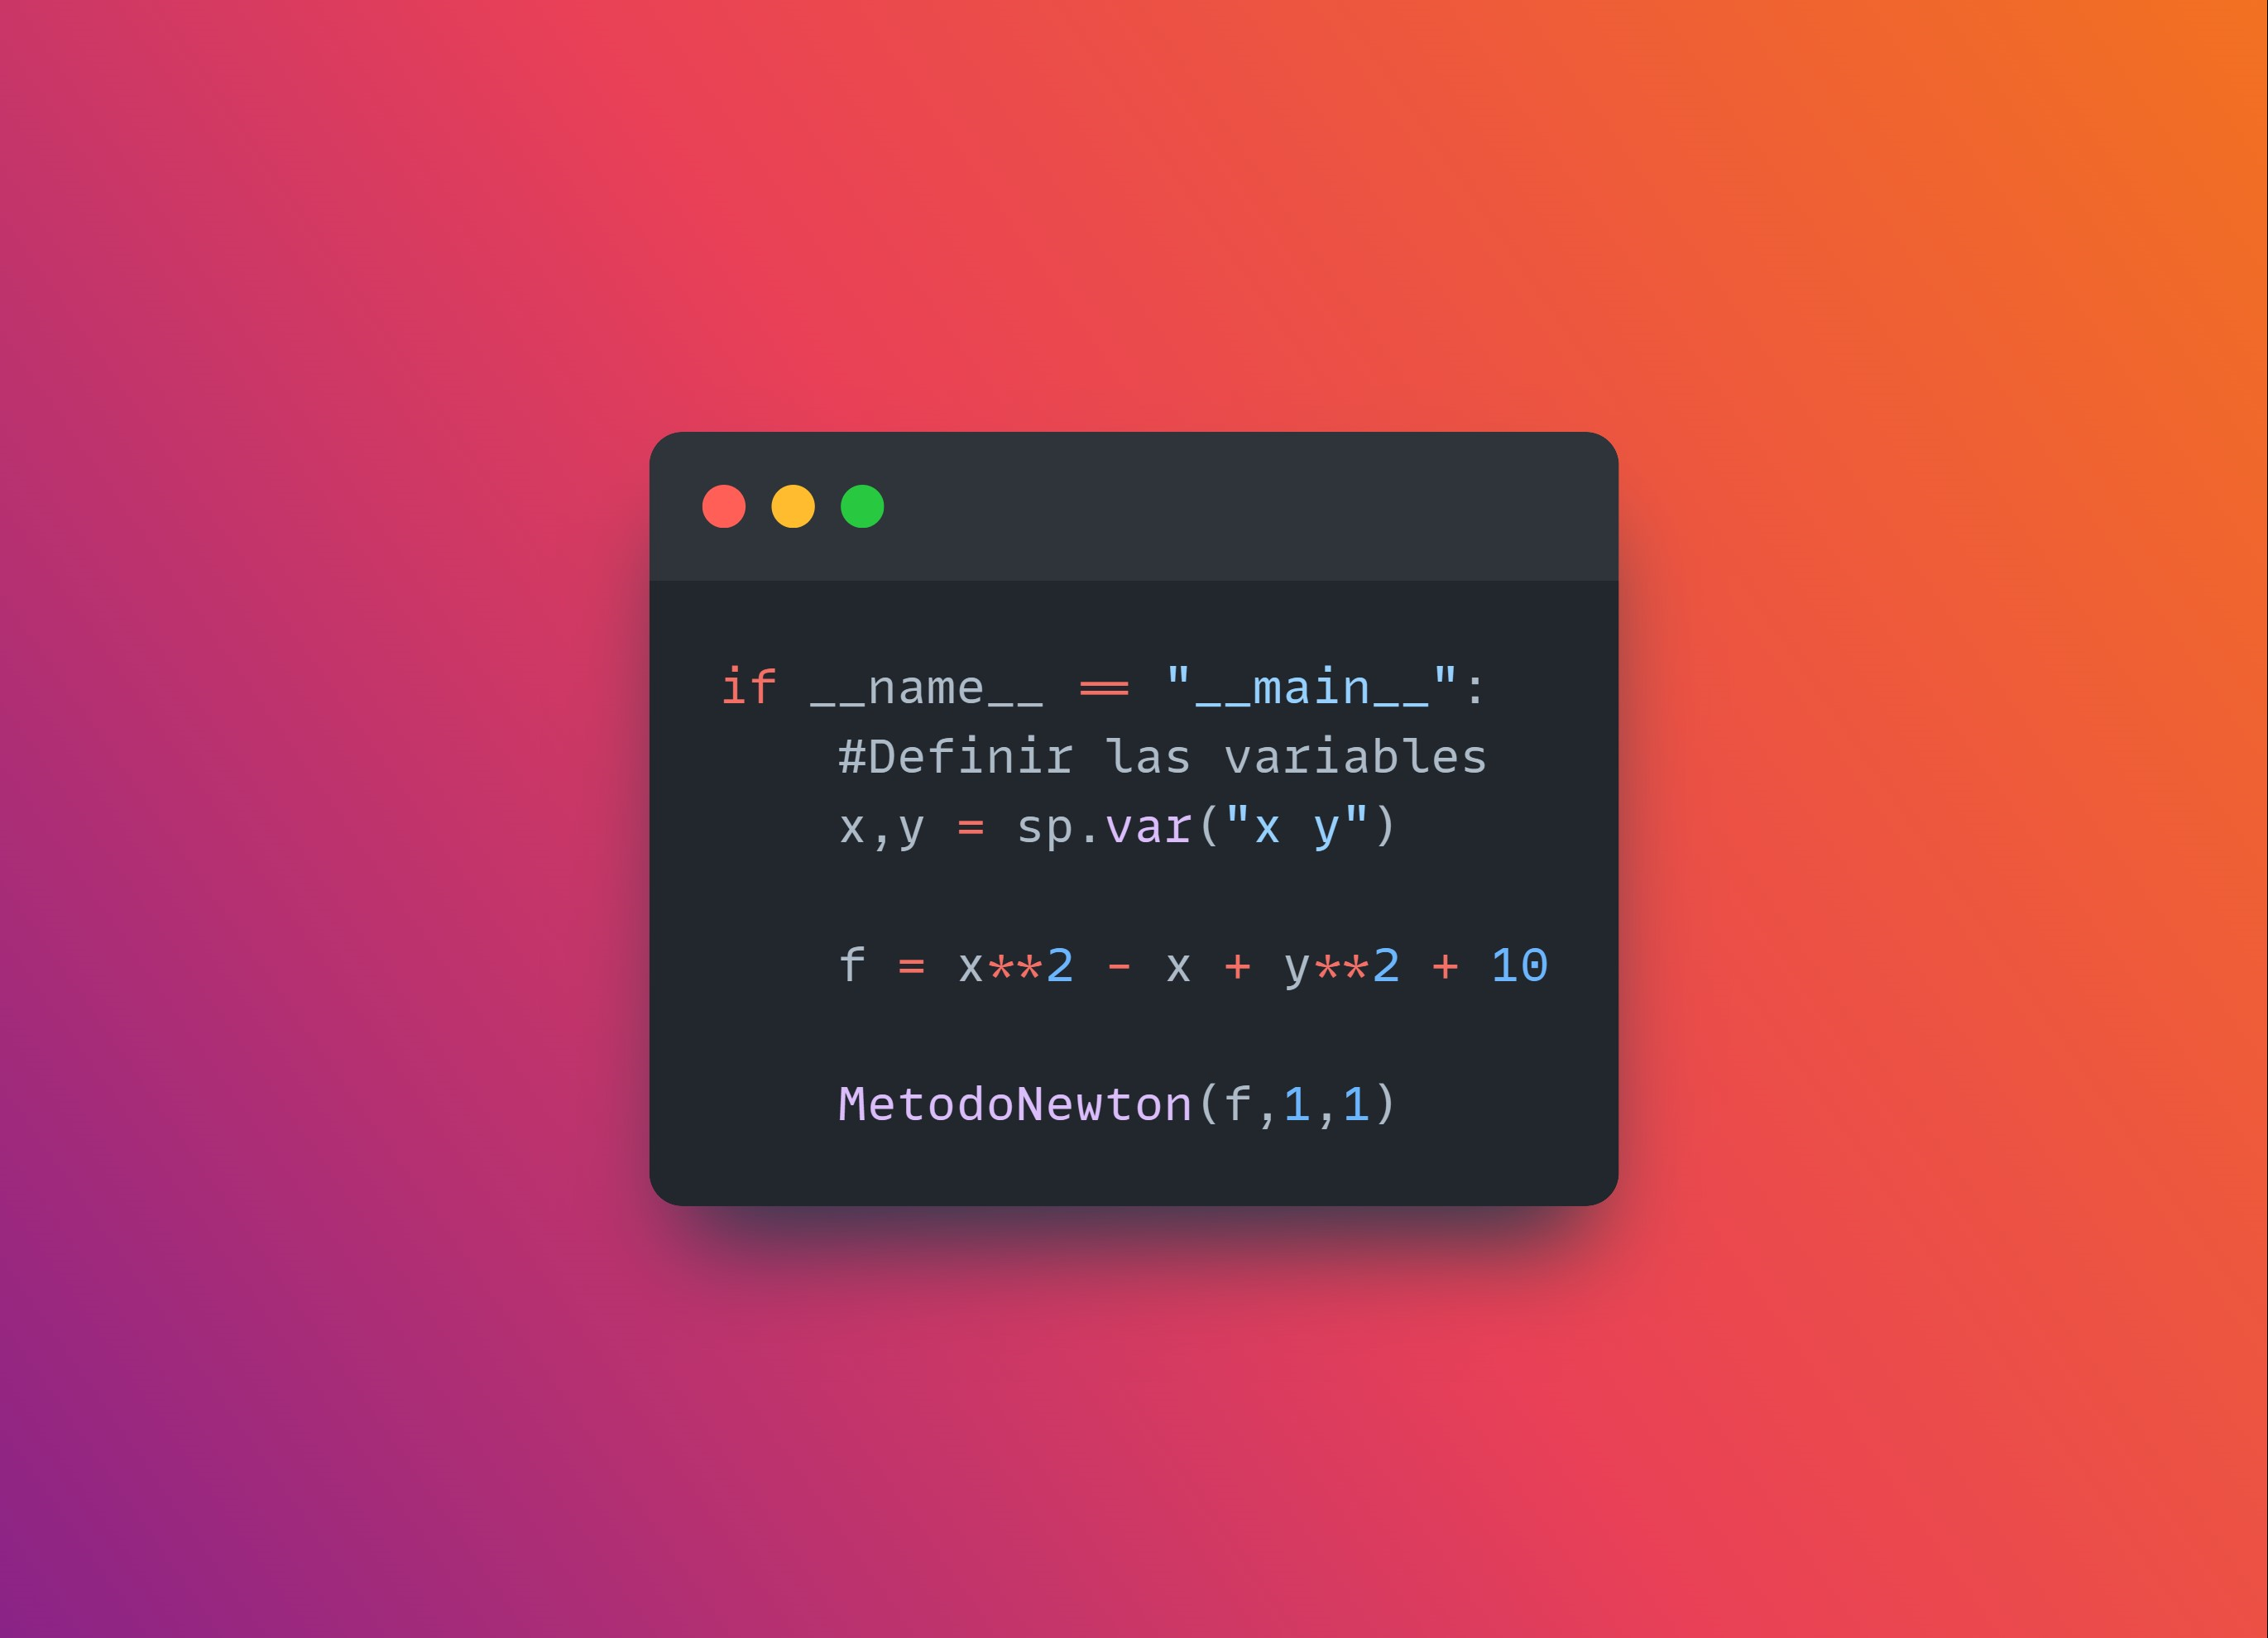 if __name__ == "__main__":
    #Definir las variables
    x,y = sp.var("x y")
    f = x**2 - x + y**2 + 10
    MetodoNewton(f,1,1)